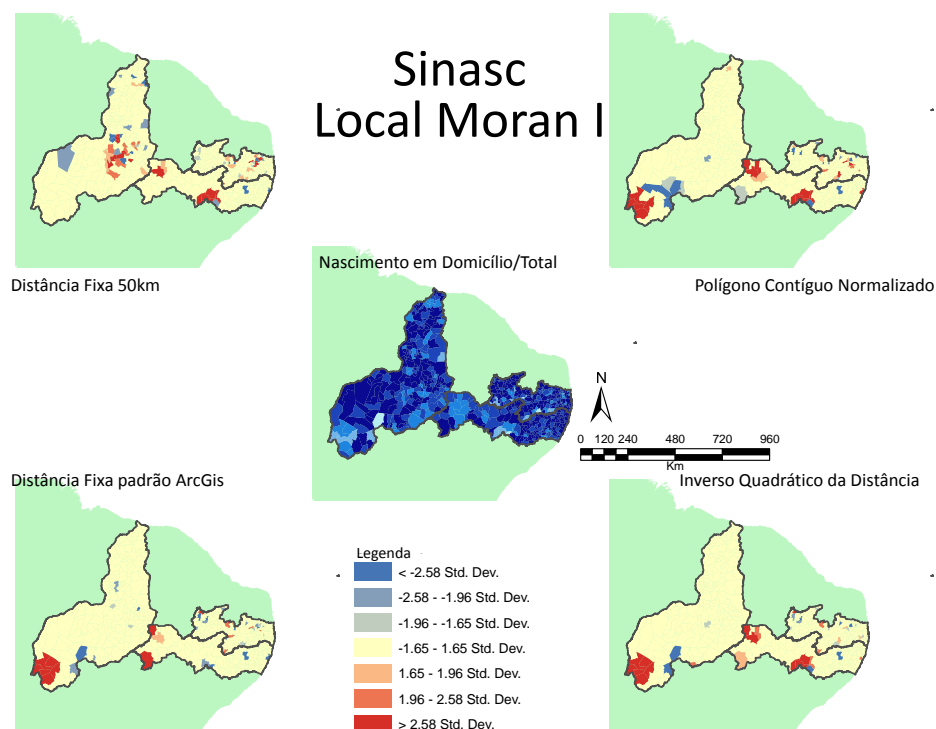 Sinasc
Local Moran I
Distância Fixa 50km
Nascimento em Domicílio/Total
Polígono Contíguo Normalizado
N
0 120 240 480 720 960
Km
Distância Fixa padrão ArcGis
Inverso Quadrático da Distância
Legenda
< -2.58 Std. Dev.
-2.58 - -1.96 Std. Dev.
-1.96 - -1.65 Std. Dev.
-1.65 - 1.65 Std. Dev.
1.65 - 1.96 Std. Dev.
1.96 - 2.58 Std. Dev.
> 2.58 Std. Dev.